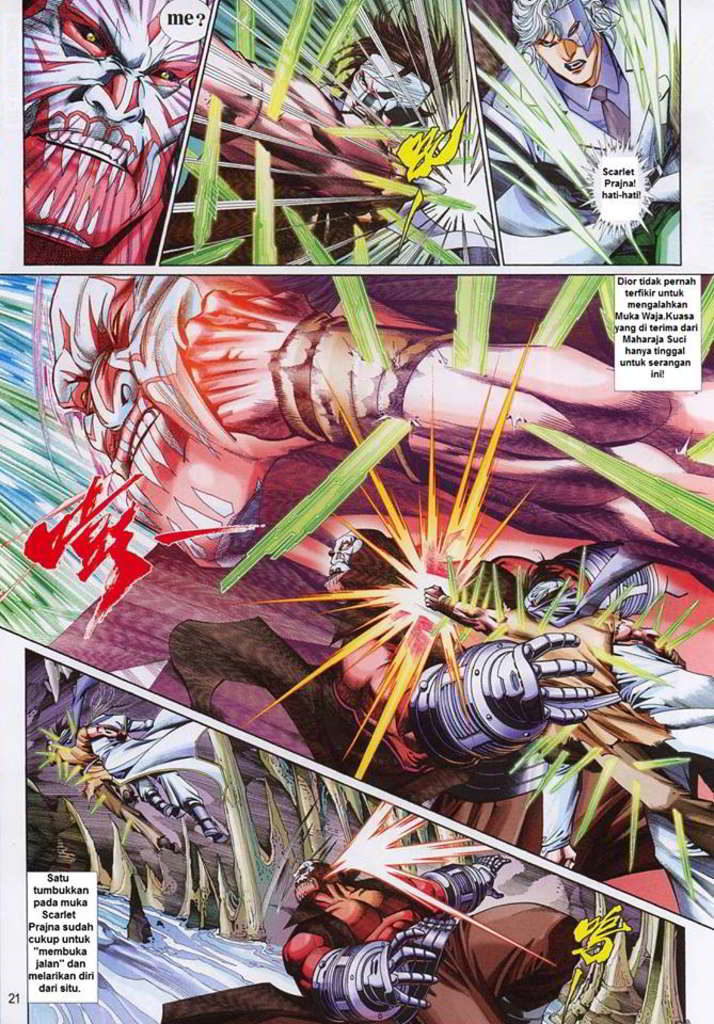 me?
Scarlet
Prajna!
hati-hati!
Dior tidak pernah
terfikir untuk
mengalahkan
Muka Waja.Kuasa
yang di terima dari
Maharaja Suci
hanya tinggal
untuk serangan
ini!
嘭
Satu
tumbukkan
pada muka
Scarlet
Prajna sudah
cukup untuk
"membuka
jalan" dan
melarikan diri
dari situ.
21